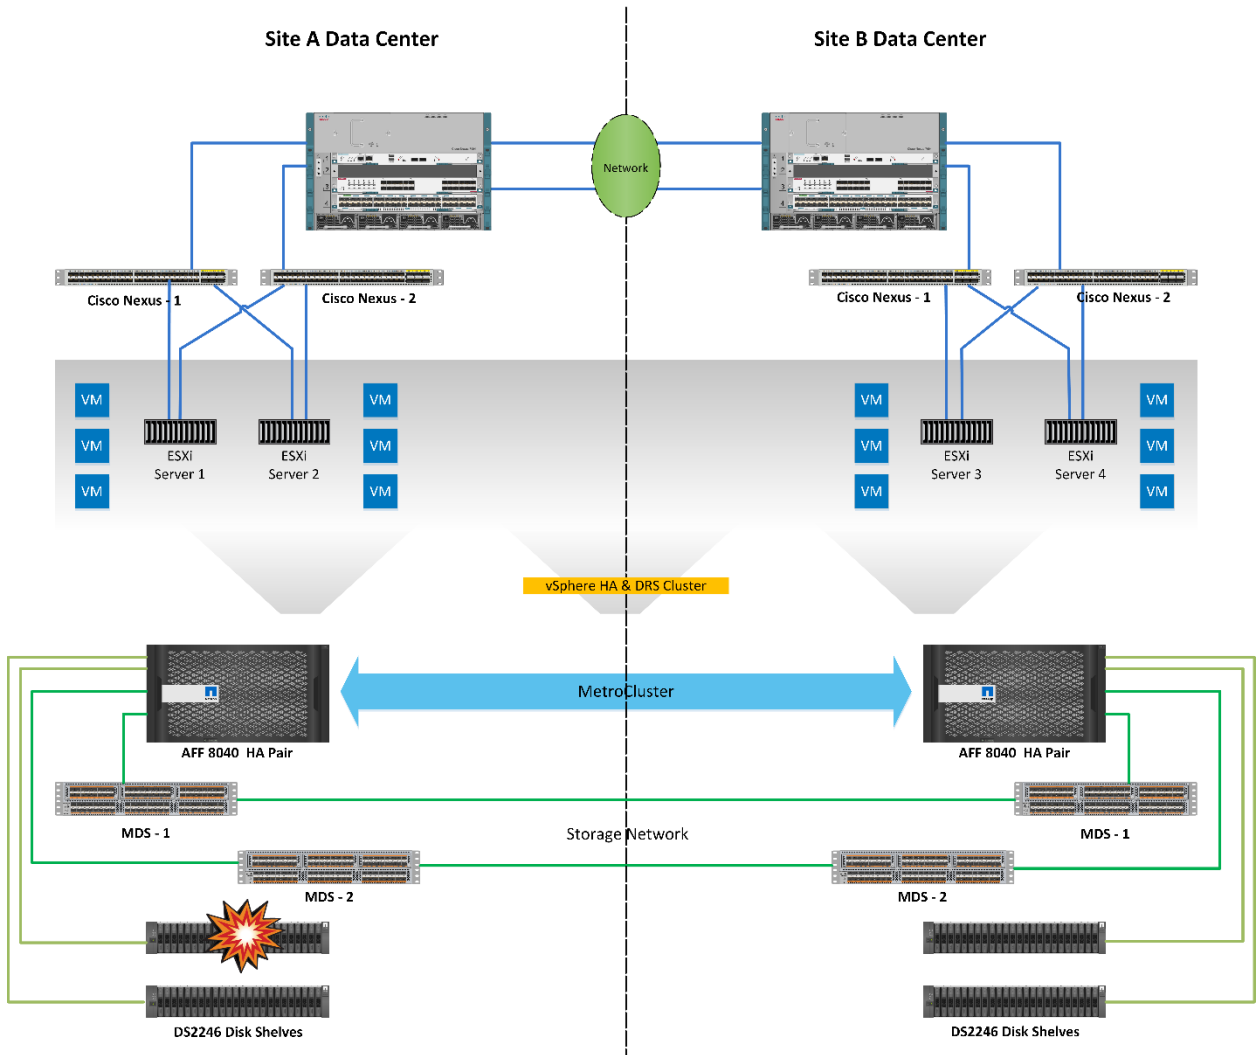 Site A Data Center
Site B Data Center
Network
Cisco Nexus - 1
Cisco Nexus - 2
Cisco Nexus - 1
Cisco Nexus - 2
VM
VM
VM
VM
VM
VM
VM
VM
VM
VM
VM
VM
ESXi
Server 1
ESXi
Server 2
ESXi
Server 3
ESXi
Server 4
vSphere HA & DRS Cluster
MetroCluster
AFF 8040 HA Pair
AFF 8040 HA Pair
MDS - 1
MDS - 1
Storage Network
MDS - 2
MDS - 2
DS2246 Disk Shelves
DS2246 Disk Shelves